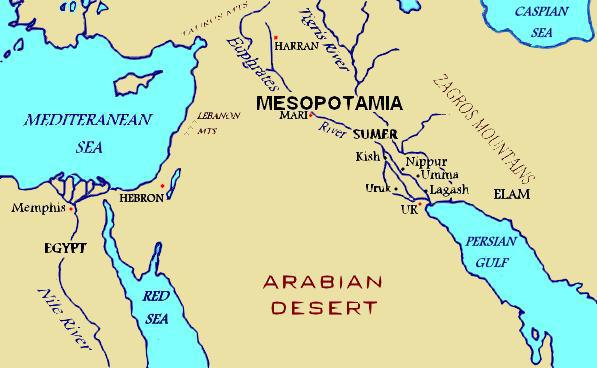 TAURUS MTS
CASPIAN
SEA
HARRAN
Tigris River
Euphrates
ZAGROS MOUNTAINS
MESOPOTAMIA
MARI
River
SUMER
LEBANON
MTS
MEDITERANEAN
SEA
Kish
Nippur
Umma
Uruk
Lagash
ELAM
HEBRON
Memphis
UR
EGYPT
PERSIAN
GULF
ARABIAN
DESERT
RED
SEA
Nile River